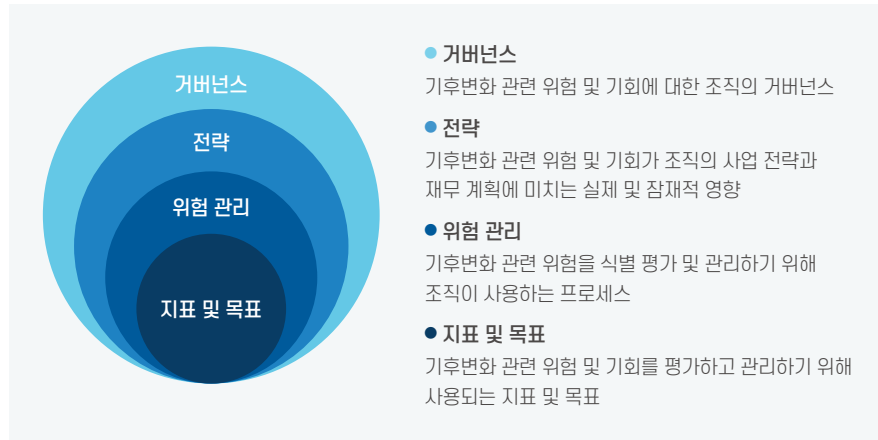 거버넌스
전략
위험 관리
지표 및 목표
거버넌스
기후변화 관련 위험 및 기회에 대한 조직의 거버넌스
전략
기후변화 관련 위험 및 기회가 조직의 사업 전략과
재무 계획에 미치는 실제 및 잠재적 영향
위험 관리
기후변화 관련 위험을 식별 평가 및 관리하기 위해
조직이 사용하는 프로세스
지표 및 목표
기후변화 관련 위험 및 기회를 평가하고 관리하기 위해
사용되는 지표 및 목표